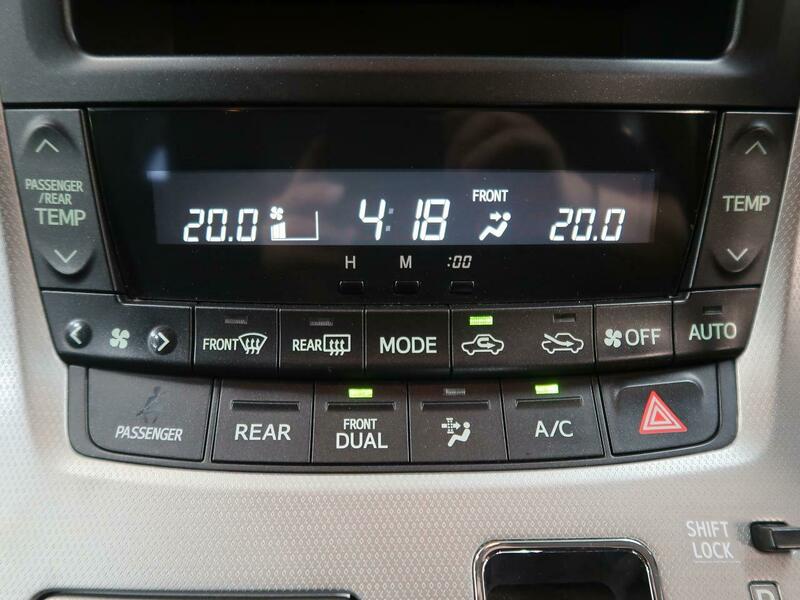 PASSENGER
/REAR
TEMP
20.0
4:18
FRONT
20.0
TEMP
H
M
:00
FRONT
REAR
MODE
OFF
AUTO
PASSENGER
REAR
FRONT
DUAL
A/C
SHIFT
LOCK